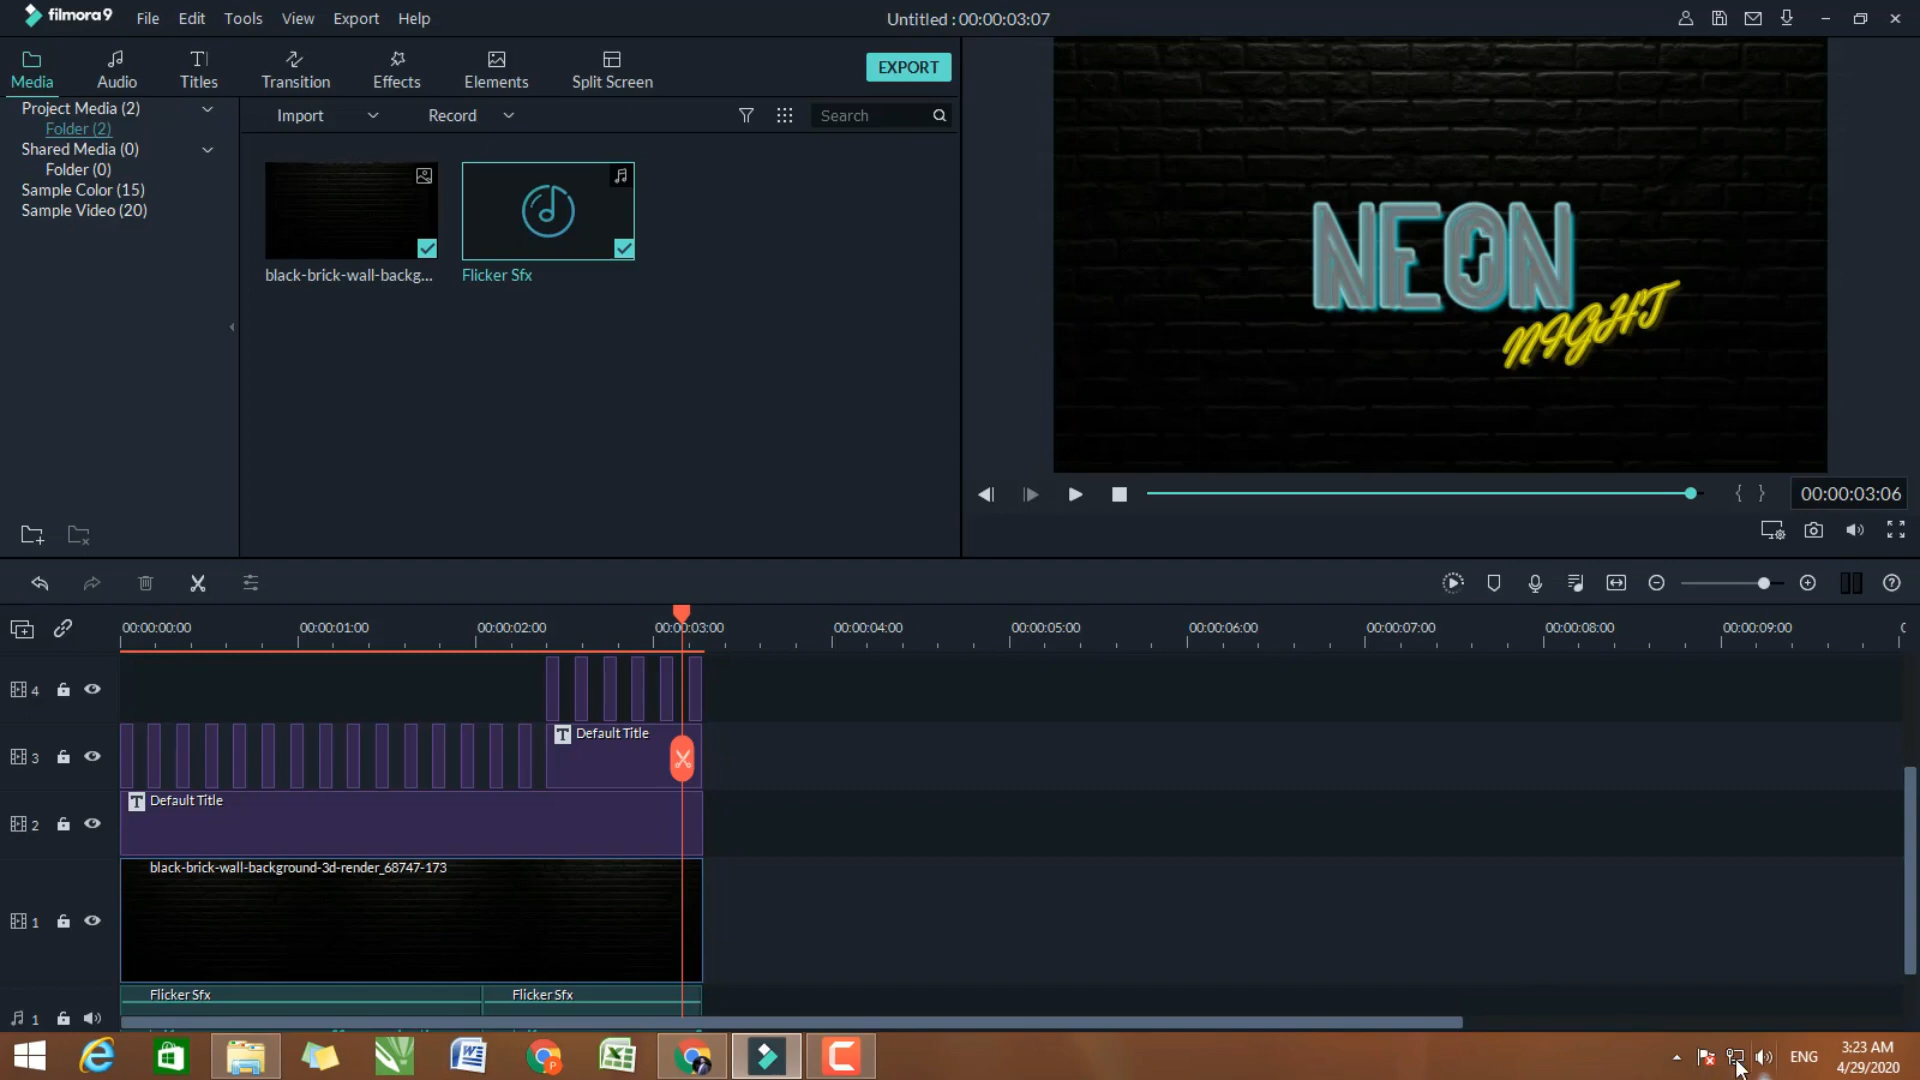 filmora9 File Edit Tools View Export Help Untitled : 00:00:03:07
Media Audio Titles Transition Effects Elements Split Screen EXPORT
Project Media (2)
Folder (2)
Shared Media (0)
Folder (0)
Sample Color (15)
Sample Video (20)
Import Record Search
black-brick-wall-backg... Flicker Sfx
NEON
NIGHT
00:00:03:06
00:00:00:00 00:00:01:00 00:00:02:00 00:00:03:00 00:00:04:00 00:00:05:00 00:00:06:00 00:00:07:00 00:00:08:00 00:00:09:00
4
3 T Default Title
T Default Title
2
black-brick-wall-background-3d-render_68747-173
1
Flicker Sfx Flicker Sfx
1
ENG 3:23 AM
4/29/2020